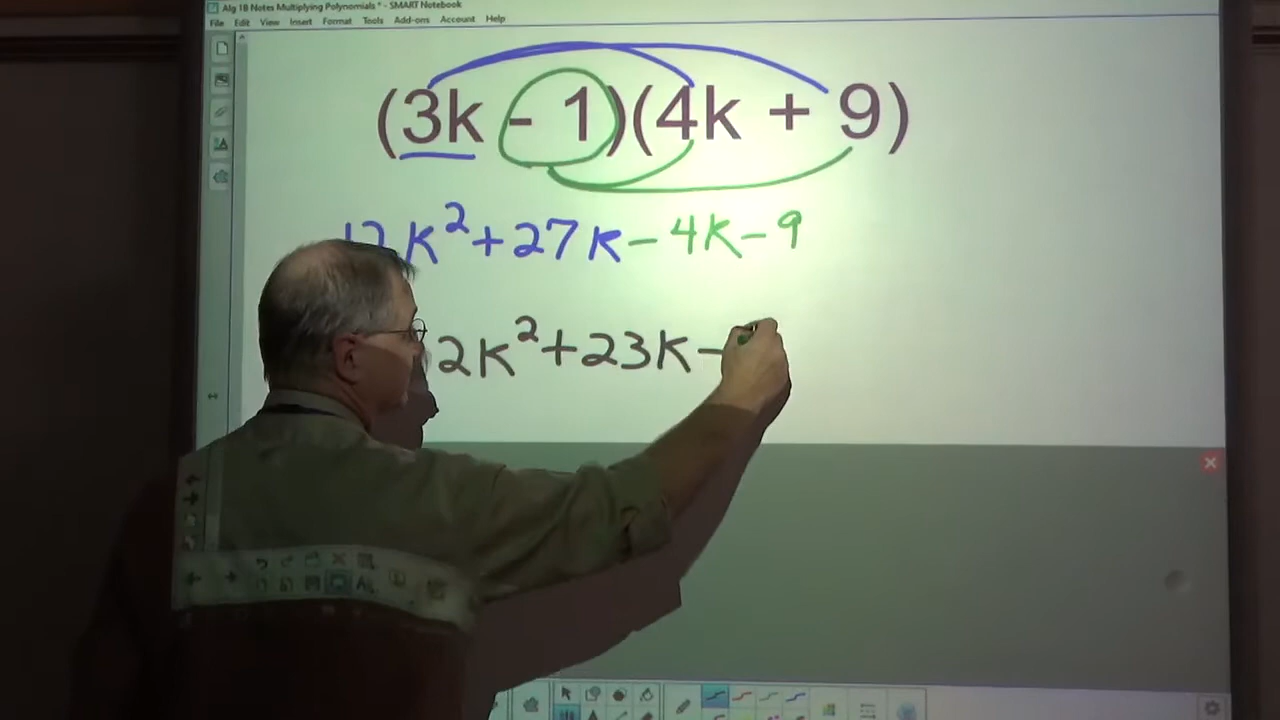 Alg 1B Notes Multiplying Polynomials * - SMART Notebook
File Edit View Insert Format Tools Add-ons Account Help
(3k - 1)(4k + 9)
12k² + 27k - 4k - 9
2k² + 23k -